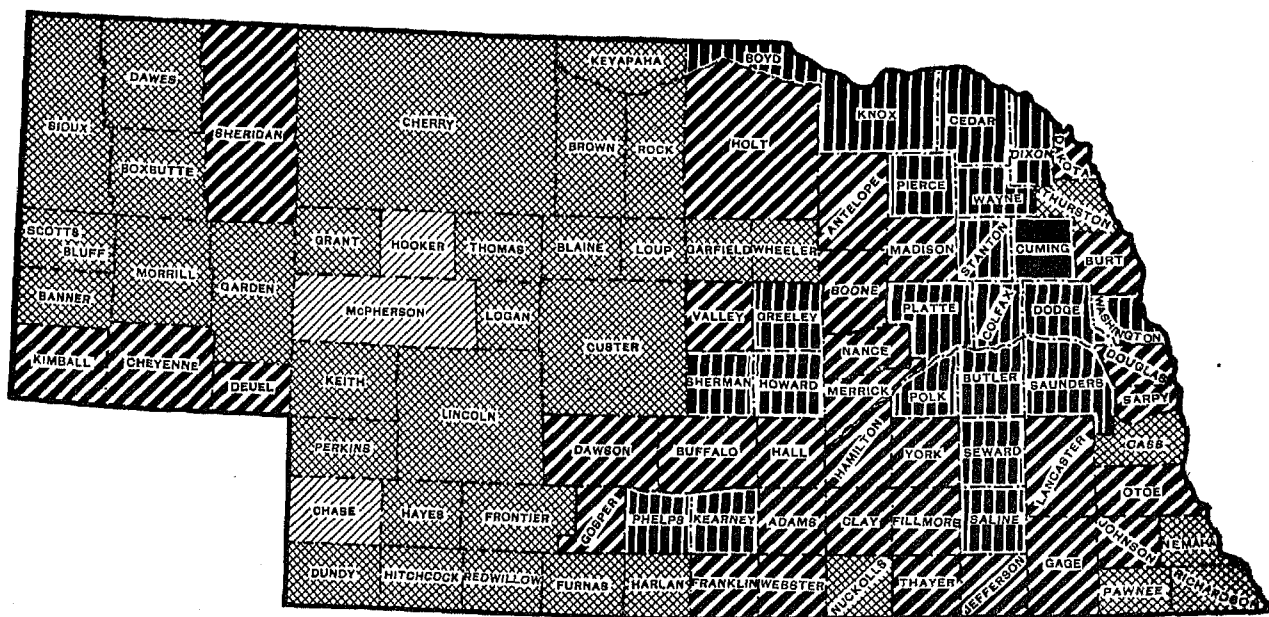 BOYD
KEYAPAHA
DAWES
CHERRY
KNOX
CEDAR
SIOUX
SHERIDAN
BROWN
ROCK
HOLT
DIXON
DAKOTA
BOXBUTTE
PIERCE
ANTELOPE
WAYNE
THURSTON
SCOTTS
BLUFF
GRANT
HOOKER
THOMAS
BLAINE
LOUP
GARFIELD
WHEELER
MADISON
STANTON
CUMING
BURT
MORRILL
GARDEN
BANNER
BOONE
MCPHERSON
LOGAN
VALLEY
GREELEY
PLATTE
COLFAX
DODGE
WASHINGTON
CUSTER
KIMBALL
CHEYENNE
NANCE
DOUGLAS
DEUEL
KEITH
SHERMAN
HOWARD
MERRICK
BUTLER
SAUNDERS
SARPY
LINCOLN
POLK
PERKINS
DAWSON
BUFFALO
HALL
HAMILTON
YORK
SEWARD
LANCASTER
CASS
OTOE
CHASE
HAYES
FRONTIER
GOSPER
PHELPS
KEARNEY
ADAMS
CLAY
FILLMORE
SALINE
JOHNSON
NEMAHA
GAGE
DUNDY
HITCHCOCK
REDWILLOW
FURNAS
HARLAN
FRANKLIN
WEBSTER
NUCKOLLS
THAYER
JEFFERSON
PAWNEE
RICHARDSON